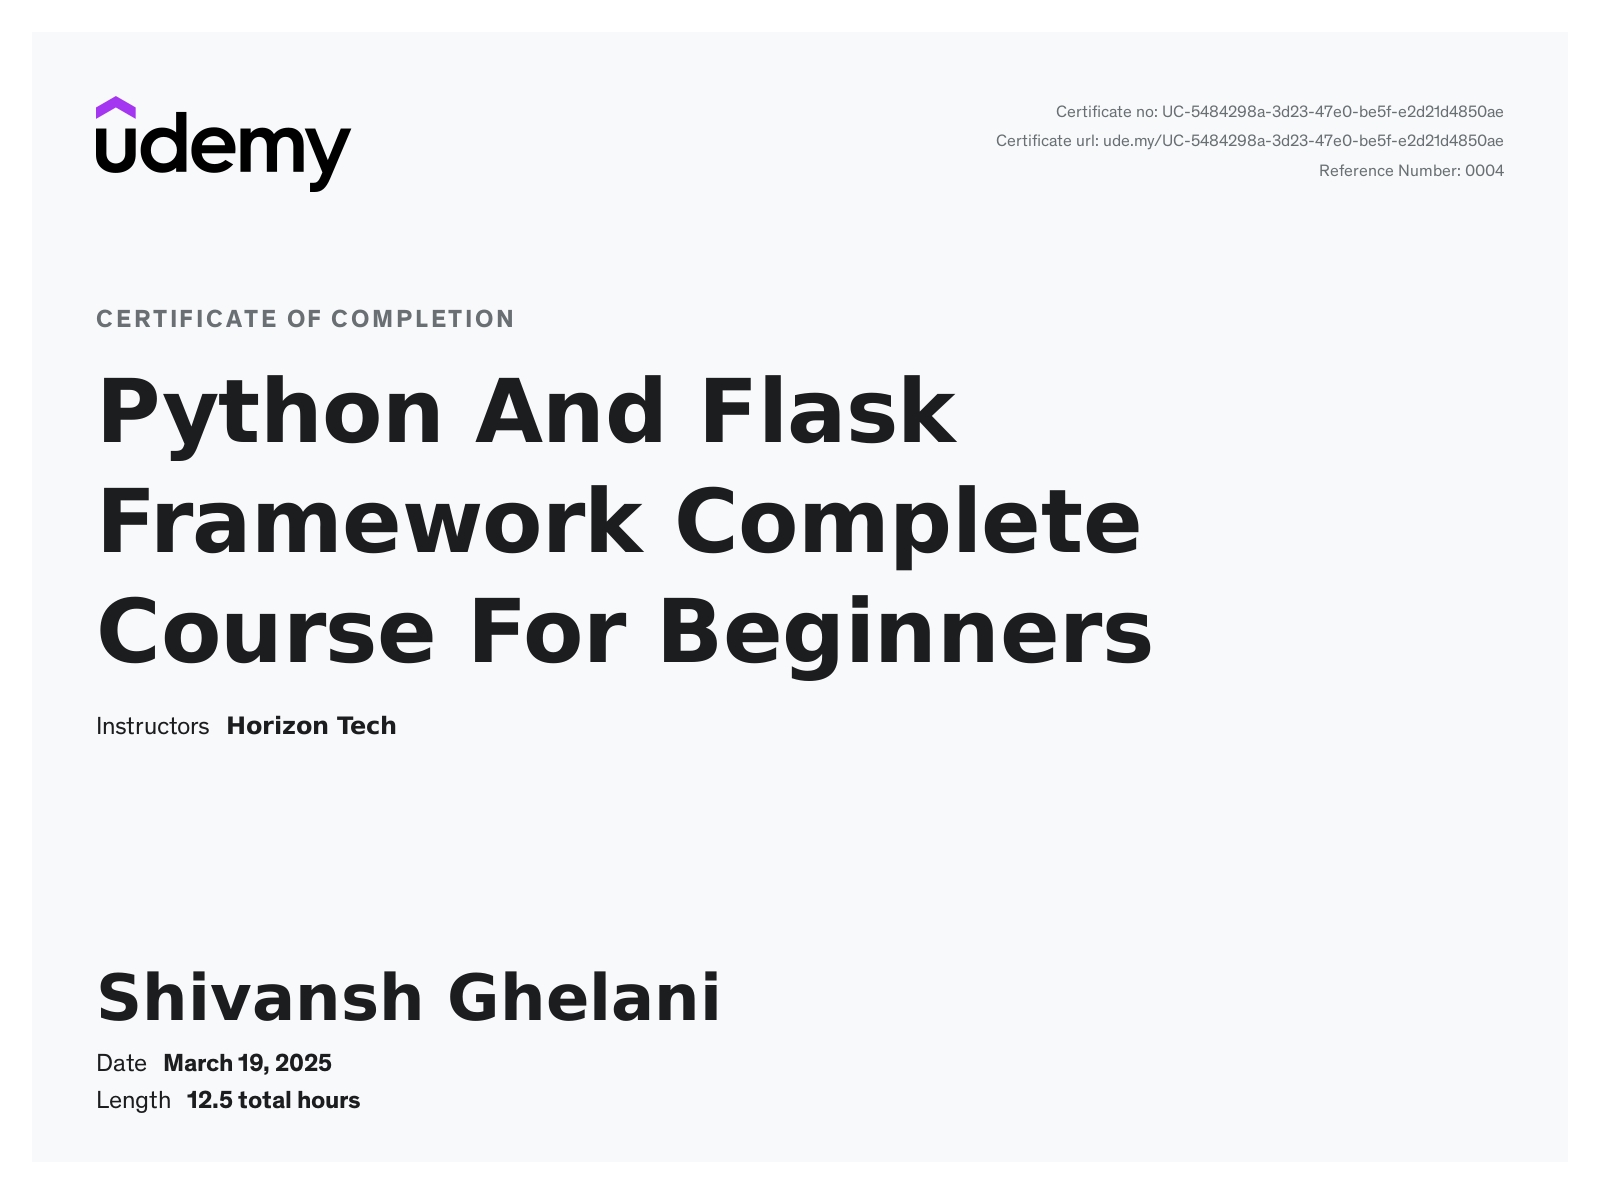 udemy
Certificate no: UC-5484298a-3d23-47e0-be5f-e2d21d4850ae
Certificate url: ude.my/UC-5484298a-3d23-47e0-be5f-e2d21d4850ae
Reference Number: 0004
CERTIFICATE OF COMPLETION
Python And Flask
Framework Complete
Course For Beginners
Instructors Horizon Tech
Shivansh Ghelani
Date March 19, 2025
Length 12.5 total hours